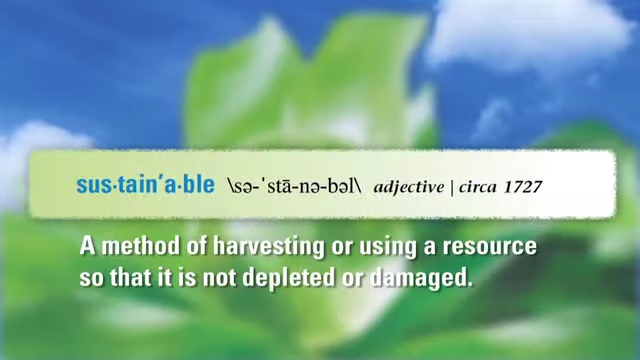 sus·tain′a·ble \sə-ˈstā-nə-bəl\ adjective | circa 1727
A method of harvesting or using a resource
so that it is not depleted or damaged.